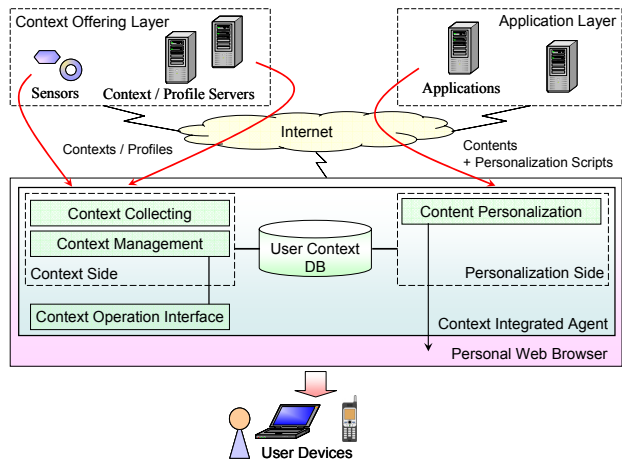 Context Offering Layer
Application Layer
Sensors
Context / Profile Servers
Applications
Internet
Contexts / Profiles
Contents
+ Personalization Scripts
Context Collecting
Context Management
Context Side
Context Operation Interface
User Context
DB
Content Personalization
Personalization Side
Context Integrated Agent
Personal Web Browser
User Devices